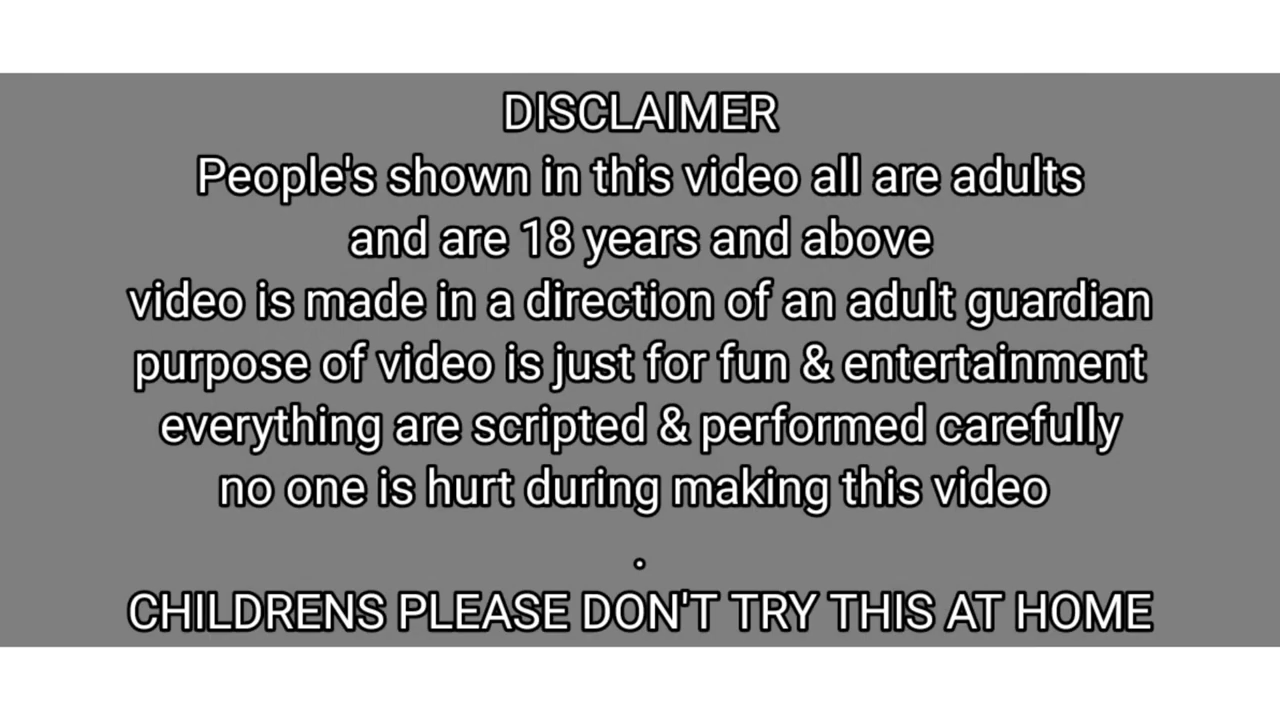 DISCLAIMER
People's shown in this video all are adults
and are 18 years and above
video is made in a direction of an adult guardian
purpose of video is just for fun & entertainment
everything are scripted & performed carefully
no one is hurt during making this video
.
CHILDRENS PLEASE DON'T TRY THIS AT HOME